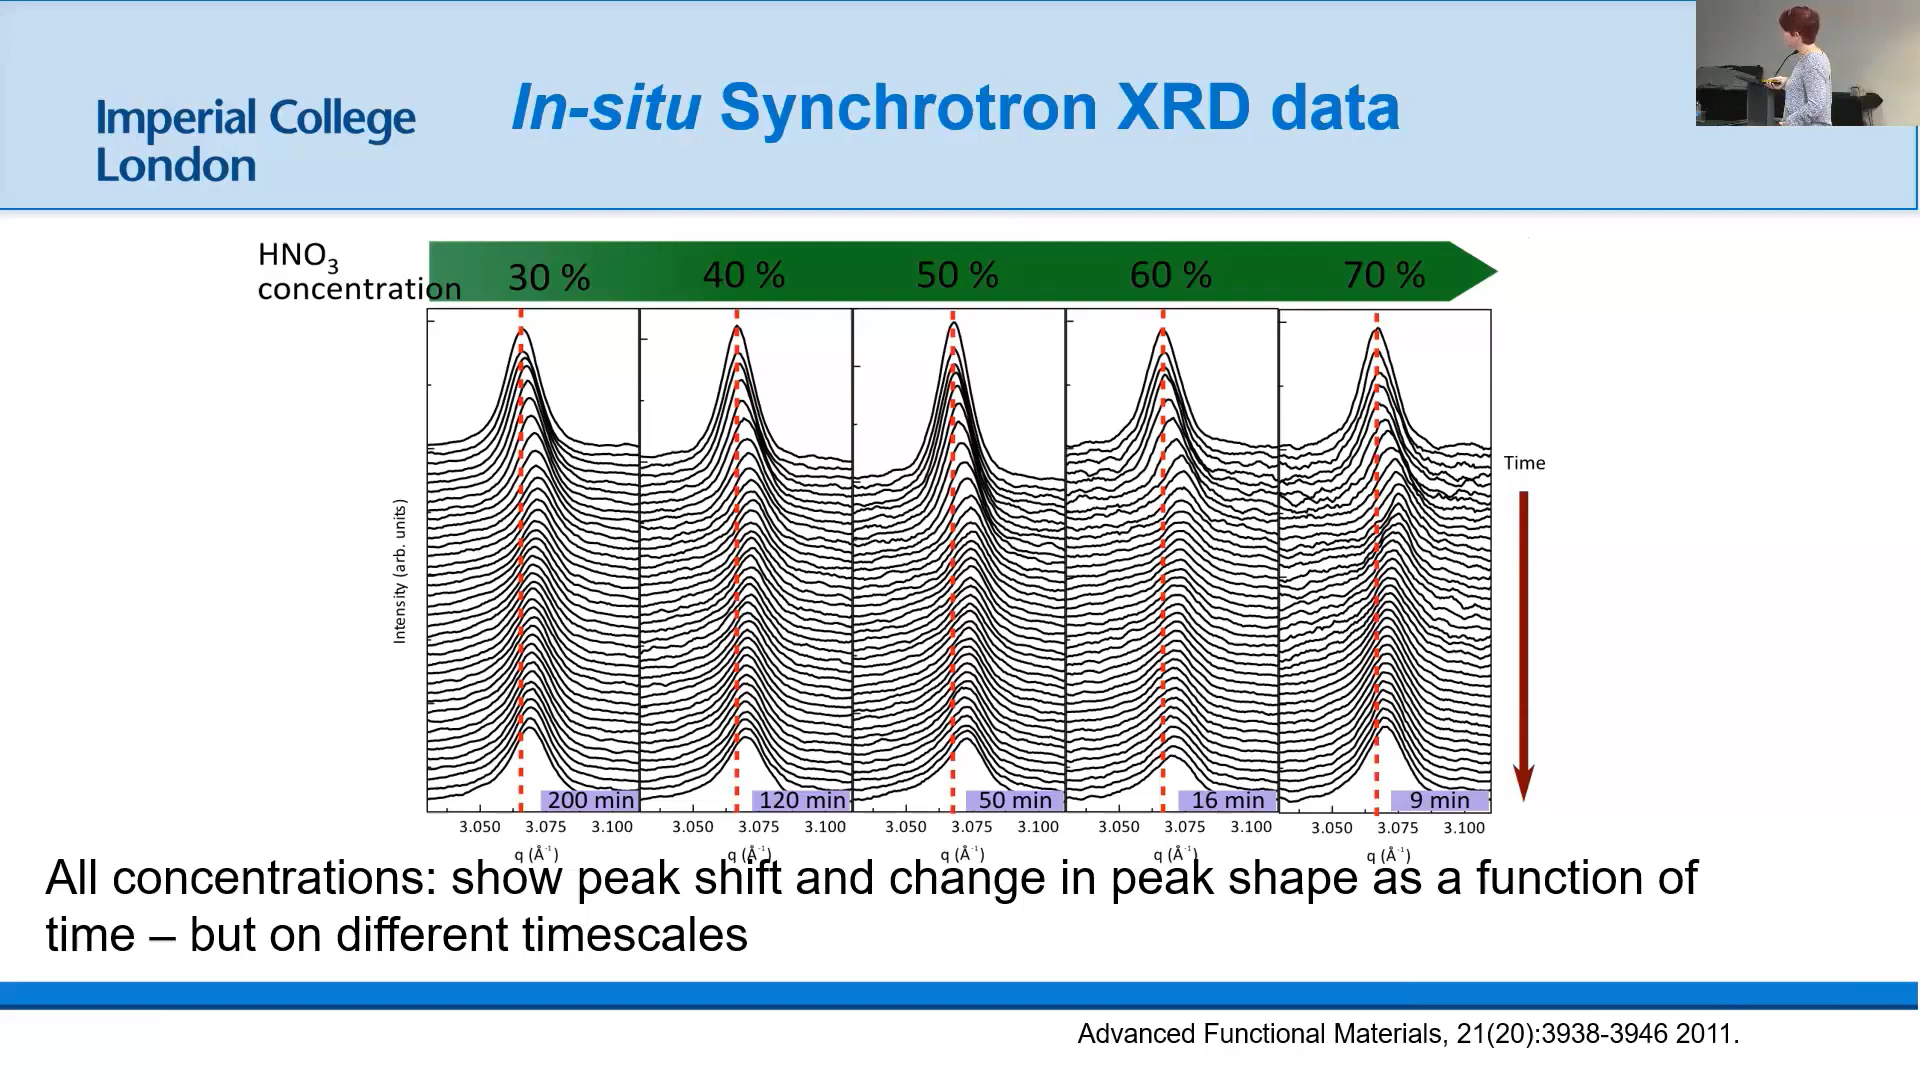 Imperial College
London
In-situ Synchrotron XRD data
HNO3
concentration
30 %
40 %
50 %
60 %
70 %
Intensity (arb. units)
Time
200 min
120 min
50 min
16 min
9 min
3.050 3.075 3.100
3.050 3.075 3.100
3.050 3.075 3.100
3.050 3.075 3.100
3.050 3.075 3.100
q (Å-1)
q (Å-1)
q (Å-1)
q (Å-1)
q (Å-1)
All concentrations: show peak shift and change in peak shape as a function of
time – but on different timescales
Advanced Functional Materials, 21(20):3938-3946 2011.